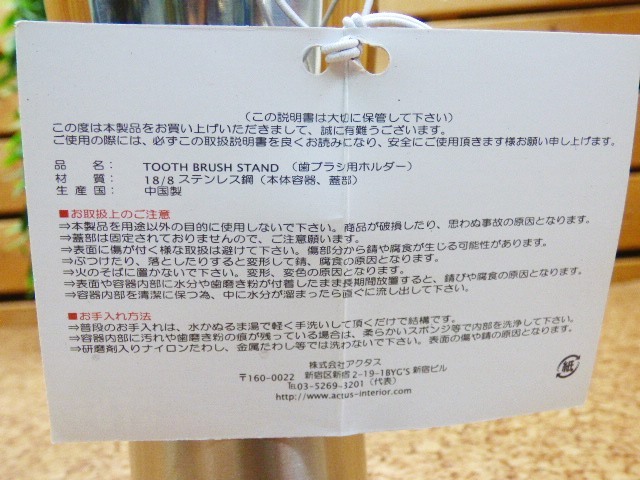 （この説明書は大切に保管して下さい）
この度は本製品をお買い上げいただきまして、誠に有難うございます。
ご使用の際には、必ずこの取扱説明書を良くお読みになり、安全にご使用頂きます様お願い申し上げます。
品　名：　TOOTH BRUSH STAND （歯ブラシ用ホルダー）
材　質：　18/8 ステンレス鋼（本体容器、蓋部）
生 産 国：　中国製
■お取扱上のご注意
⇒本製品を用途以外の目的に使用しないで下さい。商品が破損したり、思わぬ事故の原因となります。
⇒蓋部は固定されておりませんので、ご注意願います。
⇒表面に傷が付く様な取扱は避けて下さい。傷部分から錆や腐食が生じる可能性があります。
⇒ぶつけたり、落としたりすると変形して錆、腐食の原因となります。
⇒火のそばに置かないで下さい。変形、変色の原因となります。
⇒表面や容器内部に水分や歯磨き粉が付着したまま長期間放置すると、錆びや腐食の原因となります。
⇒容器内部を清潔に保つ為、中に水分が溜まったら直ぐに流し出して下さい。
■お手入れ方法
⇒普段のお手入れは、水かぬるま湯で軽く手洗いして頂くだけで結構です。
⇒容器内部に汚れや歯磨き粉の痕が残っている場合は、柔らかいスポンジ等で内部を洗浄して下さい。
⇒研磨剤入りナイロンたわし、金属たわし等では洗わないで下さい。表面の傷や錆の原因となります。
株式会社アクタス
〒160-0022　新宿区新宿 2-19-1BYG'S 新宿ビル
℡03-5269-3201（代表）
http://www.actus-interior.com/
紙